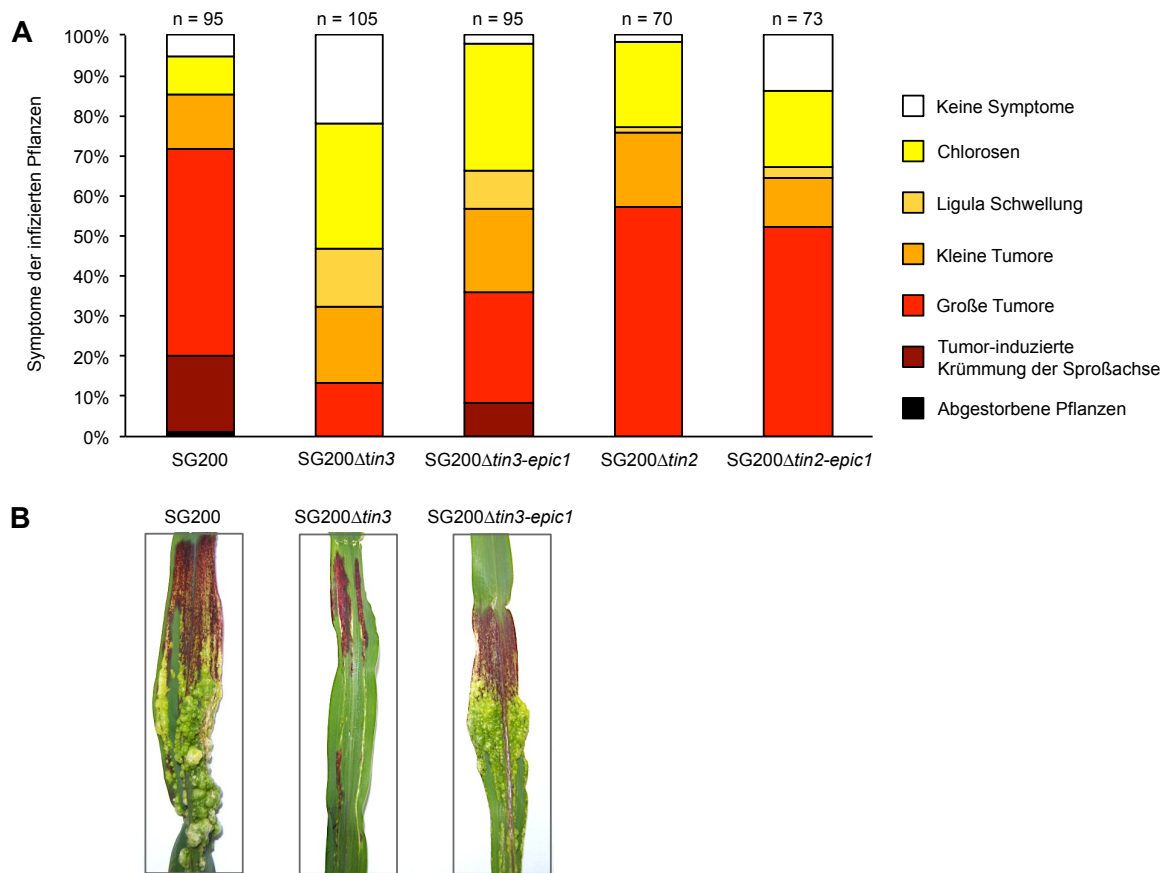 A
n = 95
n = 105
n = 95
n = 70
n = 73
Symptome der infizierten Pflanzen
100%
90%
80%
70%
60%
50%
40%
30%
20%
10%
0%
SG200
SG200Δtin3
SG200Δtin3-epic1
SG200Δtin2
SG200Δtin2-epic1
Keine Symptome
Chlorosen
Ligula Schwellung
Kleine Tumore
Große Tumore
Tumor-induzierte
Krümmung der Sproßachse
Abgestorbene Pflanzen
B
SG200
SG200Δtin3
SG200Δtin3-epic1